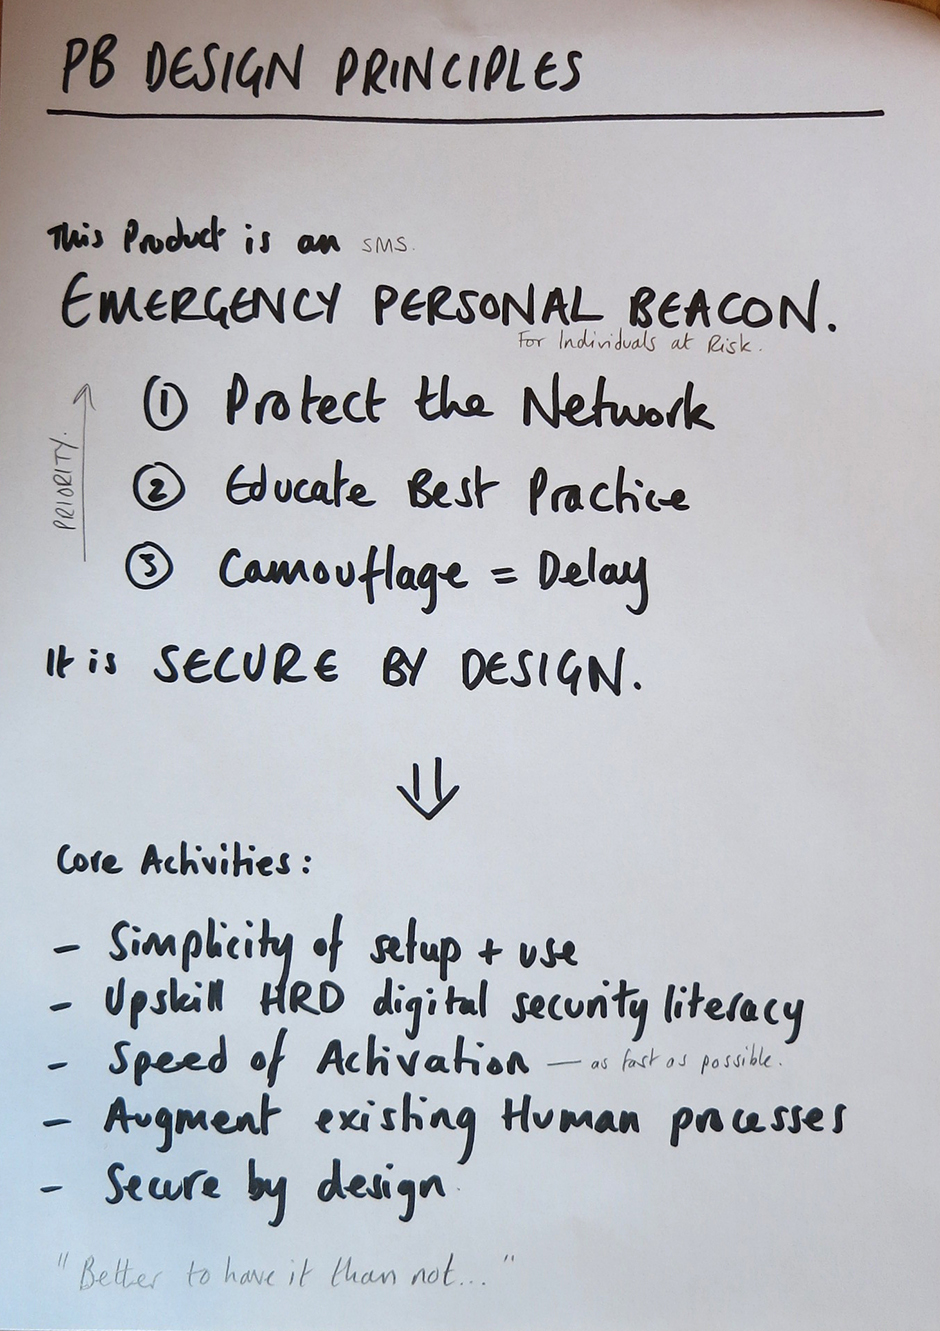 PB DESIGN PRINCIPLES
This Product is an SMS.
EMERGENCY PERSONAL BEACON.
For Individuals at Risk.
PRIORITY.
① Protect the Network
② Educate Best Practice
③ Camouflage = Delay
It is SECURE BY DESIGN.
Core Activities:
- Simplicity of setup + use
- Upskill HRD digital security literacy
- Speed of Activation — as fast as possible.
- Augment existing Human processes
- Secure by design
"Better to have it than not..."